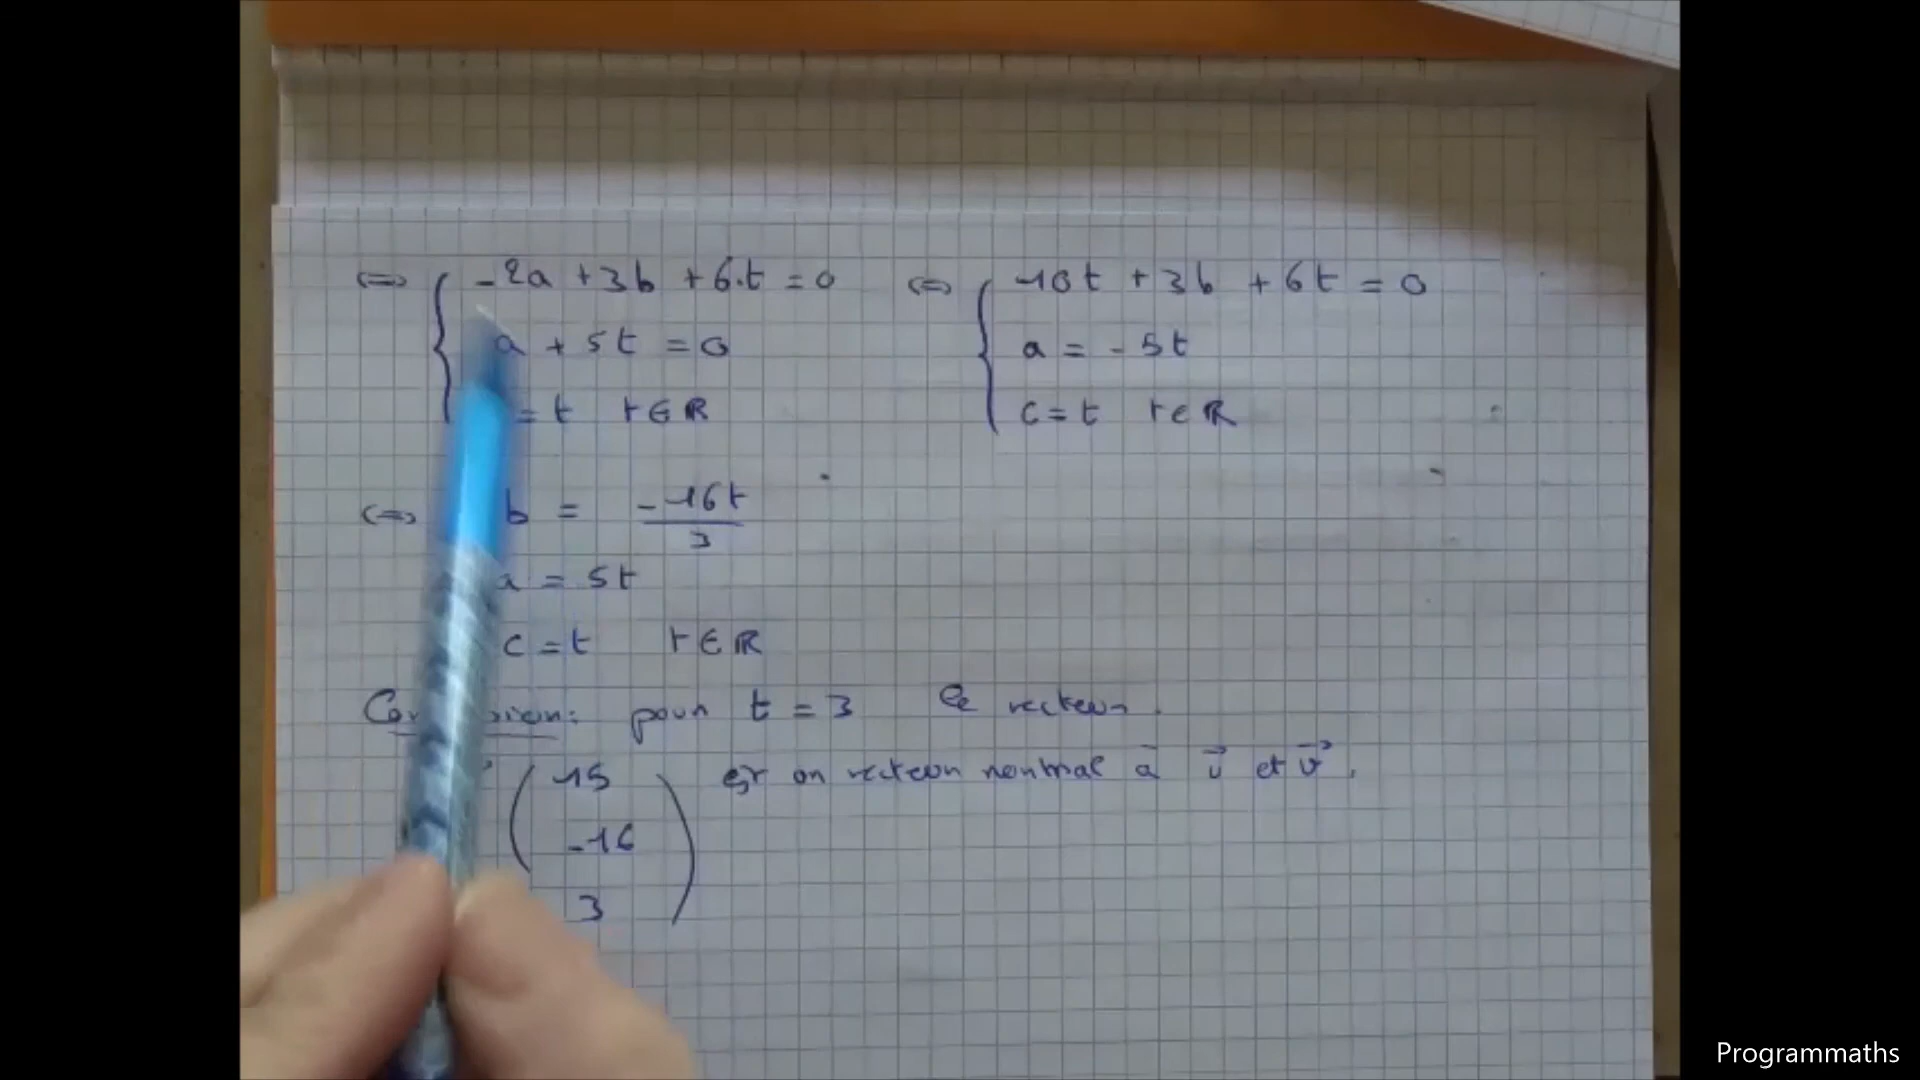 ⇔ { -2a + 3b + 6.t = 0 ⇔ { 10t + 3b + 6t = 0
a + 5t = 0 a = - 5t
= t t ∈ R c = t t ∈ R
⇔ b = -16t / 3
a = 5t
c = t t ∈ R
pour t = 3 le vecteur
( 15 est un vecteur normal à u⃗ et v⃗.
-16
3 )
Programmaths